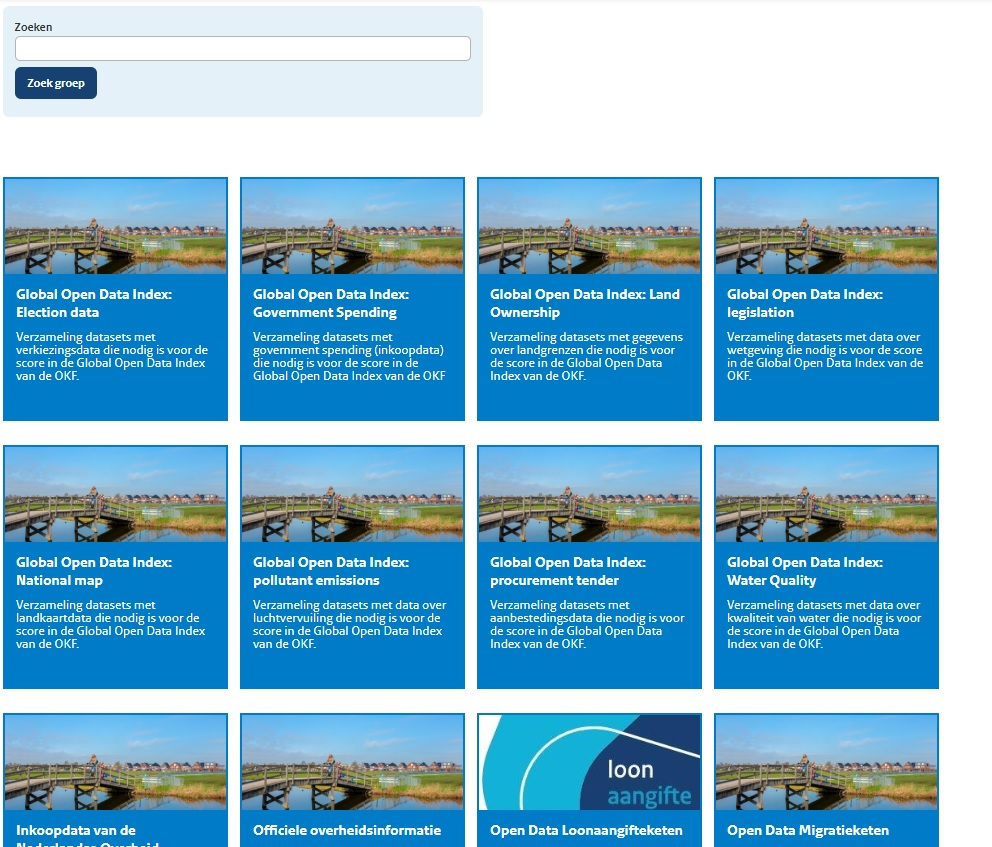 Zoeken
Zoek groep
Global Open Data Index:
Election data
Verzameling datasets met
verkiezingsdata die nodig is voor de
score in de Global Open Data Index
van de OKF.
Global Open Data Index:
Government Spending
Verzameling datasets met
government spending (inkoopdata)
die nodig is voor de score in de
Global Open Data Index van de OKF
Global Open Data Index: Land
Ownership
Verzameling datasets met gegevens
over landgrenzen die nodig is voor
de score in de Global Open Data
Index van de OKF.
Global Open Data Index:
legislation
Verzameling datasets met data over
wetgeving die nodig is voor de score
in de Global Open Data Index van de
OKF.
Global Open Data Index:
National map
Verzameling datasets met
landkaartdata die nodig is voor de
score in de Global Open Data Index
van de OKF.
Global Open Data Index:
pollutant emissions
Verzameling datasets met data over
luchtvervuiling die nodig is voor de
score in de Global Open Data Index
van de OKF.
Global Open Data Index:
procurement tender
Verzameling datasets met
aanbestedingsdata die nodig is voor
de score in de Global Open Data
Index van de OKF.
Global Open Data Index:
Water Quality
Verzameling datasets met data over
kwaliteit van water die nodig is voor
de score in de Global Open Data
Index van de OKF.
Inkoopdata van de
Nederlandse Overheid
Officiele overheidsinformatie
loon
aangifte
Open Data Loonaangifteketen
Open Data Migratieketen